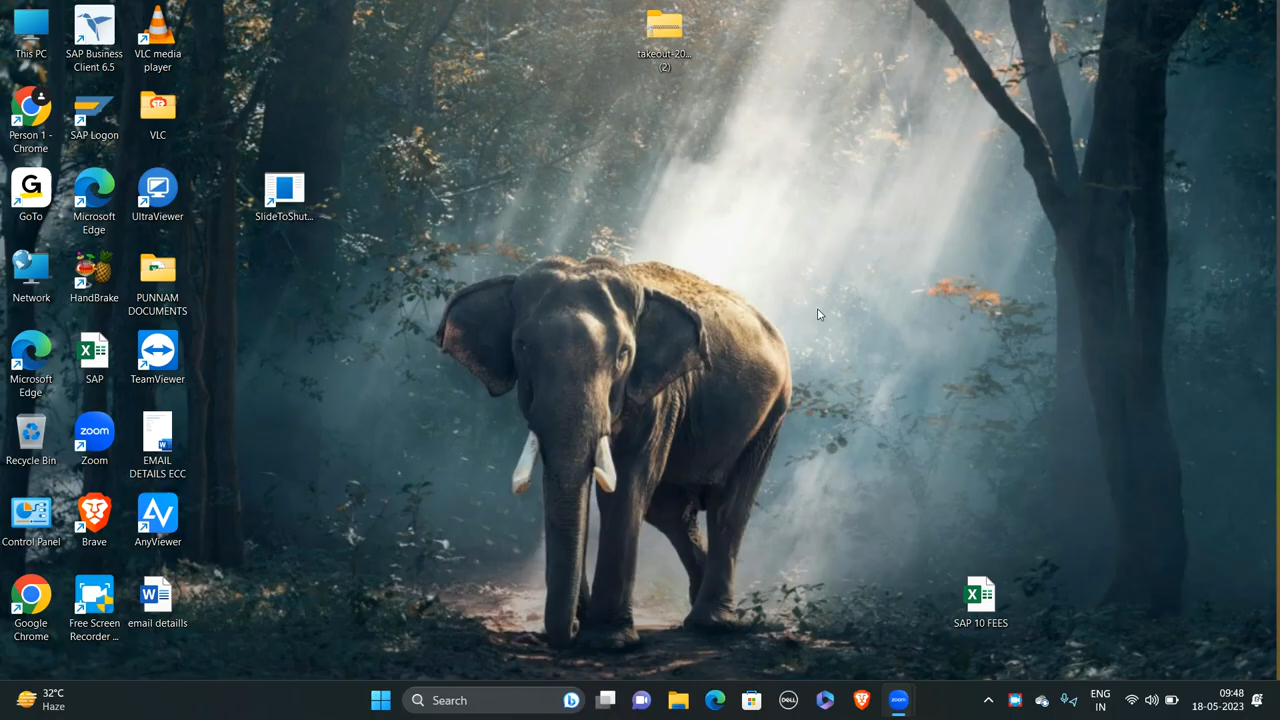 This PC
SAP Business
Client 6.5
VLC media
player
takeout-20...
(2)
Person 1 -
Chrome
SAP Logon
VLC
GoTo
Microsoft
Edge
UltraViewer
SlideToShut...
Network
HandBrake
PUNNAM
DOCUMENTS
Microsoft
Edge
SAP
TeamViewer
Recycle Bin
zoom
Zoom
EMAIL
DETAILS ECC
Control Panel
Brave
AnyViewer
Google
Chrome
Free Screen
Recorder ...
email detaills
SAP 10 FEES
32°C
Haze
Search
DELL
zoom
ENG
IN
09:48
18-05-2023